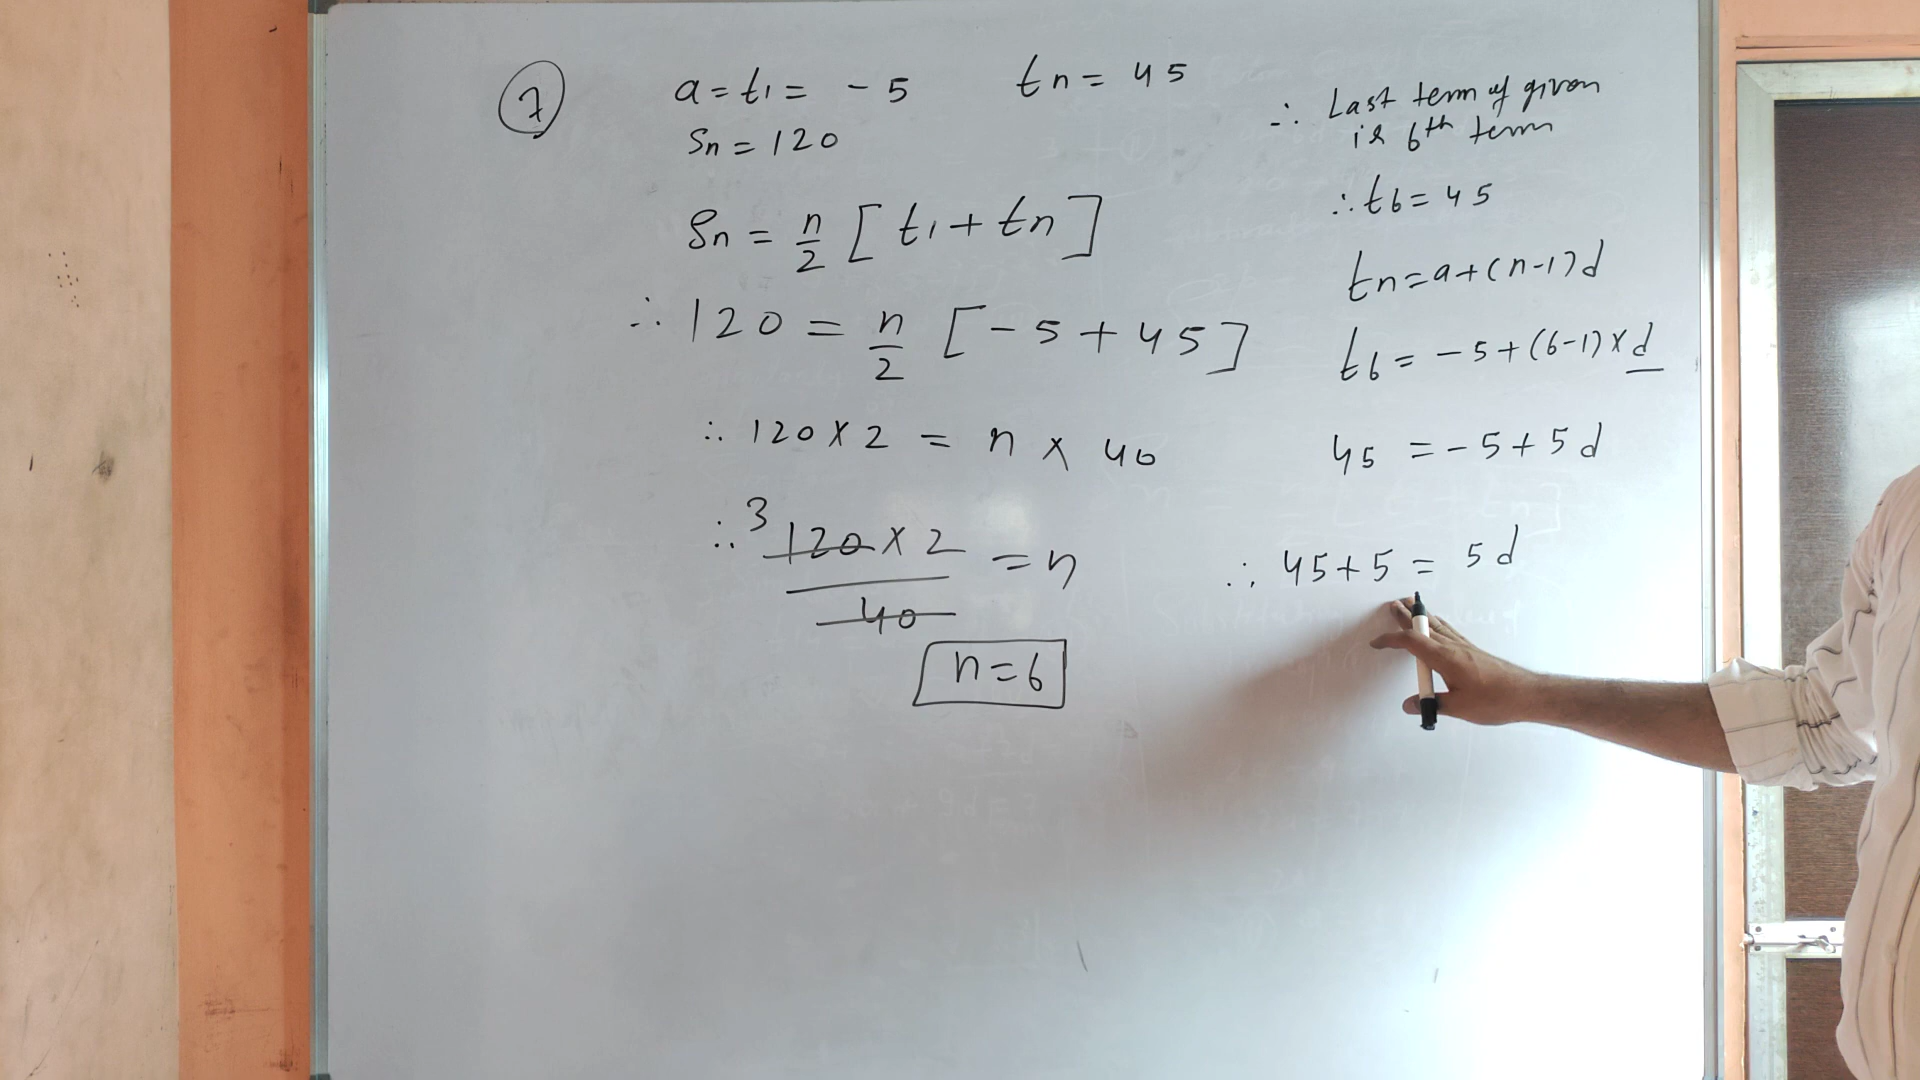 7
a = t1 = - 5 tn = 45
Sn = 120
Sn = n/2 [ t1 + tn ]
∴ 120 = n/2 [ - 5 + 45 ]
∴ 120 × 2 = n × 40
∴ 3 120 × 2 / 40 = n
n = 6
∴ Last term of given
is 6th term
∴ t6 = 45
tn = a + (n-1)d
t6 = - 5 + (6-1) × d
45 = - 5 + 5d
∴ 45 + 5 = 5d